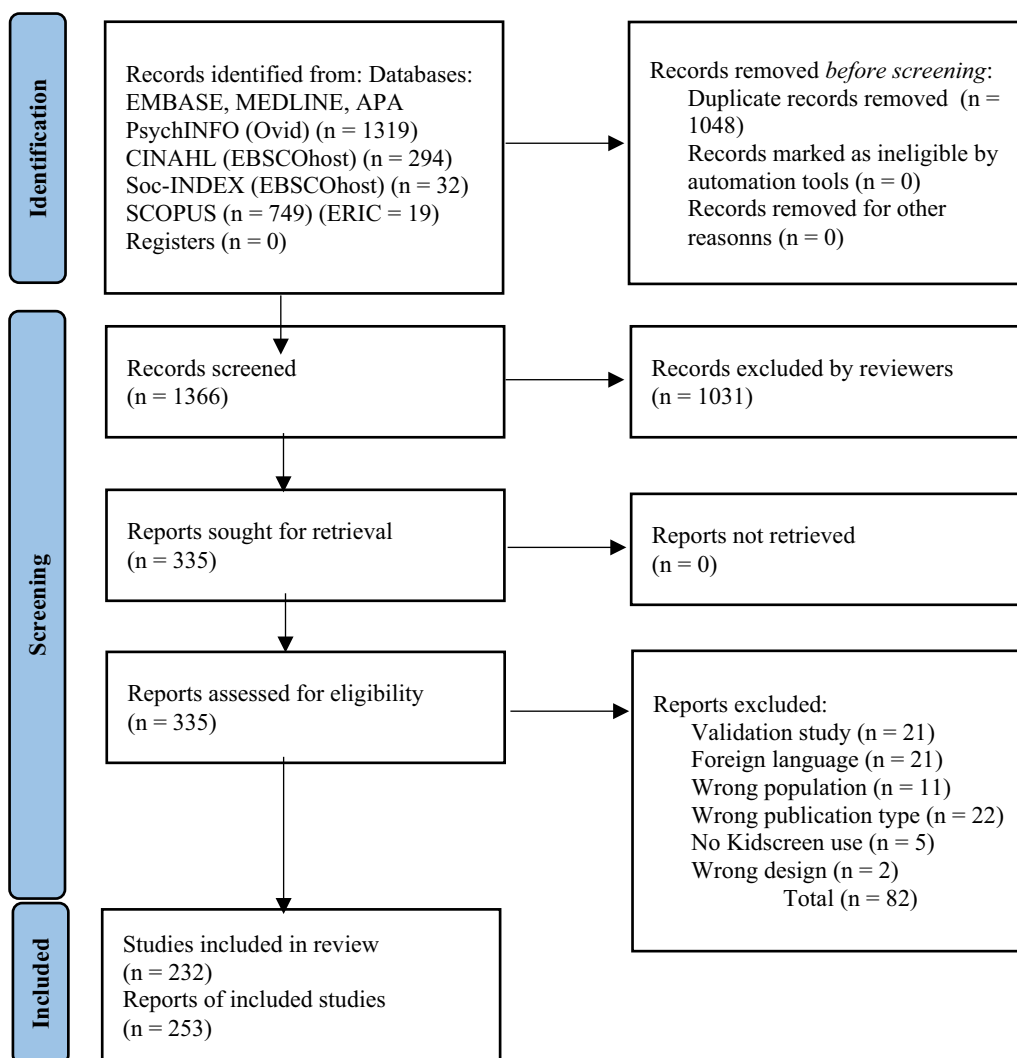 Identification
Records identified from: Databases:
EMBASE, MEDLINE, APA
PsychINFO (Ovid) (n = 1319)
CINAHL (EBSCOhost) (n = 294)
Soc-INDEX (EBSCOhost) (n = 32)
SCOPUS (n = 749) (ERIC = 19)
Registers (n = 0)
Records removed before screening:
Duplicate records removed (n =
1048)
Records marked as ineligible by
automation tools (n = 0)
Records removed for other
reasonns (n = 0)
Screening
Records screened
(n = 1366)
Records excluded by reviewers
(n = 1031)
Reports sought for retrieval
(n = 335)
Reports not retrieved
(n = 0)
Reports assessed for eligibility
(n = 335)
Reports excluded:
Validation study (n = 21)
Foreign language (n = 21)
Wrong population (n = 11)
Wrong publication type (n = 22)
No Kidscreen use (n = 5)
Wrong design (n = 2)
Total (n = 82)
Included
Studies included in review
(n = 232)
Reports of included studies
(n = 253)